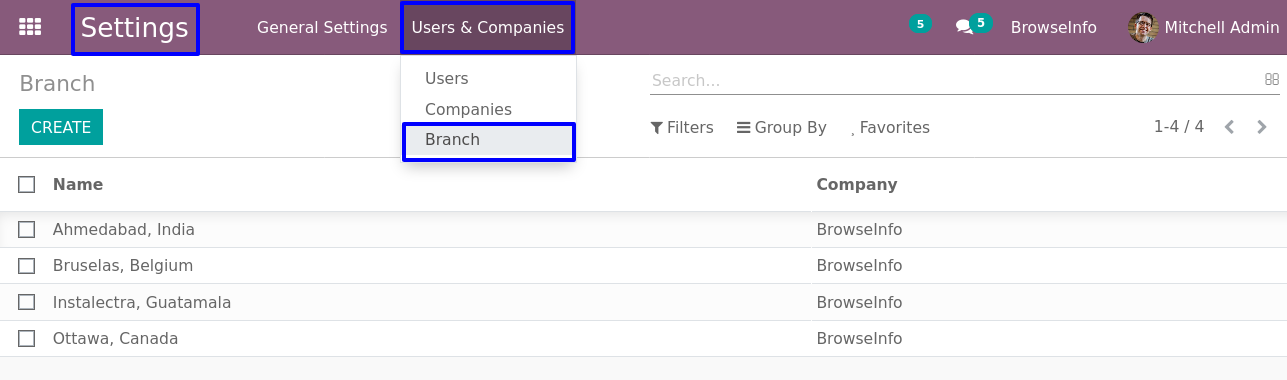 Settings General Settings Users & Companies 5 5 BrowseInfo Mitchell Admin
Branch Users Search...
CREATE Companies
Branch Filters Group By Favorites 1-4 / 4
Name Company
Ahmedabad, India BrowseInfo
Bruselas, Belgium BrowseInfo
Instalectra, Guatamala BrowseInfo
Ottawa, Canada BrowseInfo